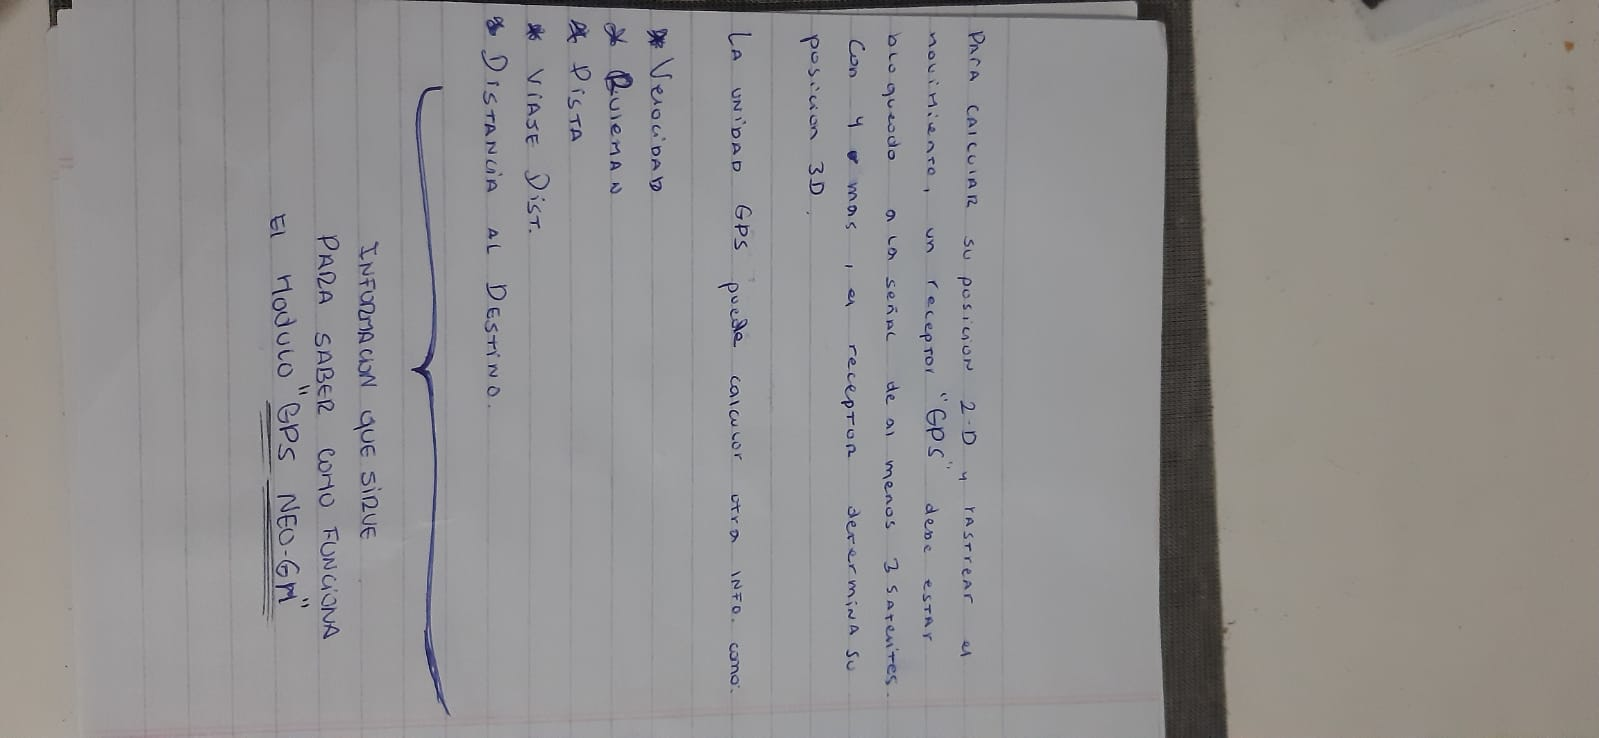 PARA CALCULAR su posicion 2-D y rastrear el
movimiento, un receptor "GPS" debe estar
bloqueado a la señal de al menos 3 satelites.
Con 4 o mas, el receptor determina su
posicion 3D.
LA UNIDAD GPS puede calcular otra INFO. como:
* Velocidad
* RuieMAN
* PISTA
* VIAJE DIST.
* DISTANCIA AL DESTINO.
INFORMACION QUE SIRVE
PARA SABER COMO FUNCIONA
El MODULO "GPS NEO-6M"